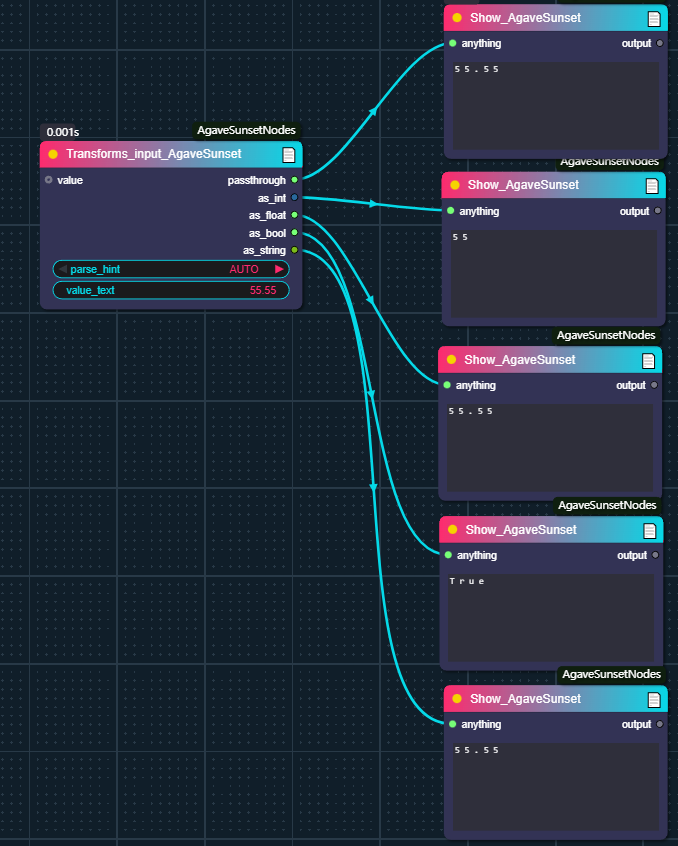 Show_AgaveSunset
anything output
55.55
0.001s AgaveSunsetNodes
Transforms_input_AgaveSunset
value passthrough
as_int
as_float
as_bool
as_string
parse_hint AUTO
value_text 55.55
AgaveSunsetNodes
Show_AgaveSunset
anything output
55
AgaveSunsetNodes
Show_AgaveSunset
anything output
55.55
AgaveSunsetNodes
Show_AgaveSunset
anything output
True
AgaveSunsetNodes
Show_AgaveSunset
anything output
55.55